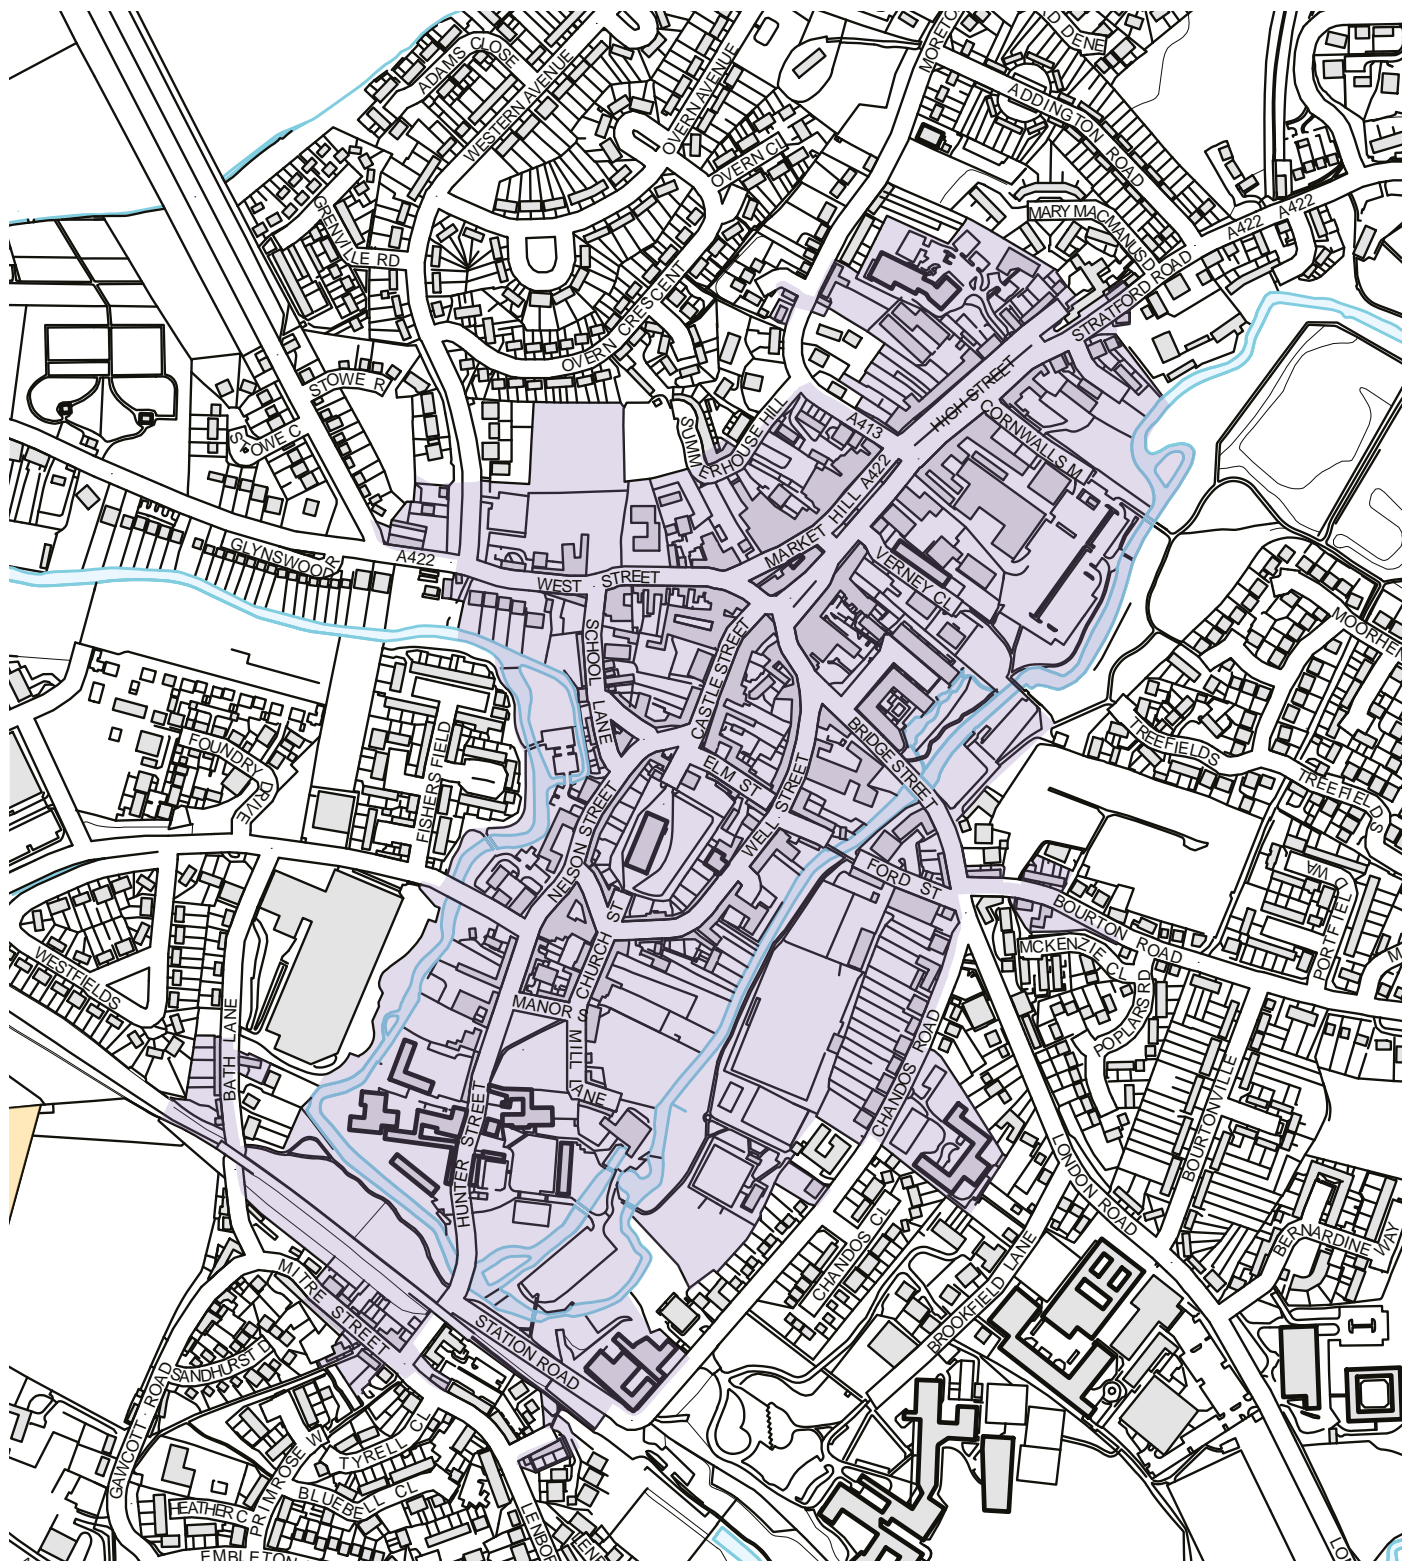 ADAMS CLOSE
WESTERN AVENUE
OVERN AVENUE
OVERN CL
ADDINGTON ROAD
MARY MACMANUS D
A422
A422
STRATFORD ROAD
GRENVILLE RD
OVERN CRESCENT
STOWE R
SUMMERHOUSE HILL
A413
HIGH STREET
CORNWALLS M
MARKET HILL A422
GLYNSWOOD R
A422
WEST STREET
VERNEY CL
SCHOOL LANE
CASTLE STREET
FOUNDRY DRIVE
FISHERS FIELD
ELM ST
WELL STREET
BRIDGE STREET
NELSON STREET
FORD ST
MOORHEN
TREEFIELDS
TREEFIELDS
BOURTON ROAD
MCKENZIE CL
POPLARS RD
WESTFIELDS
BATH LANE
CHURCH ST
MANOR S
MILL LANE
HUNTER STREET
CHANDOS ROAD
CHANDOS CL
LONDON ROAD
BOURTONVILLE
BERNARDINE WAY
BROOKFIELD LANE
MITRE STREET
STATION ROAD
SANDHURST D
GAWCOTT ROAD
TYRELL CL
BLUEBELL CL
HEATHER C
EMBLETON